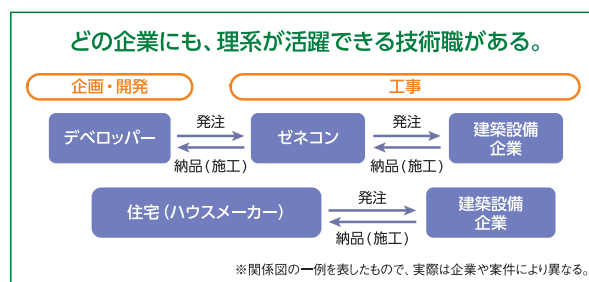 どの企業にも、理系が活躍できる技術職がある。
企画・開発
工事
デベロッパー
発注
納品(施工)
ゼネコン
発注
納品(施工)
建築設備
企業
住宅(ハウスメーカー)
発注
納品(施工)
建築設備
企業
※関係図の一例を表したもので、実際は企業や案件により異なる。